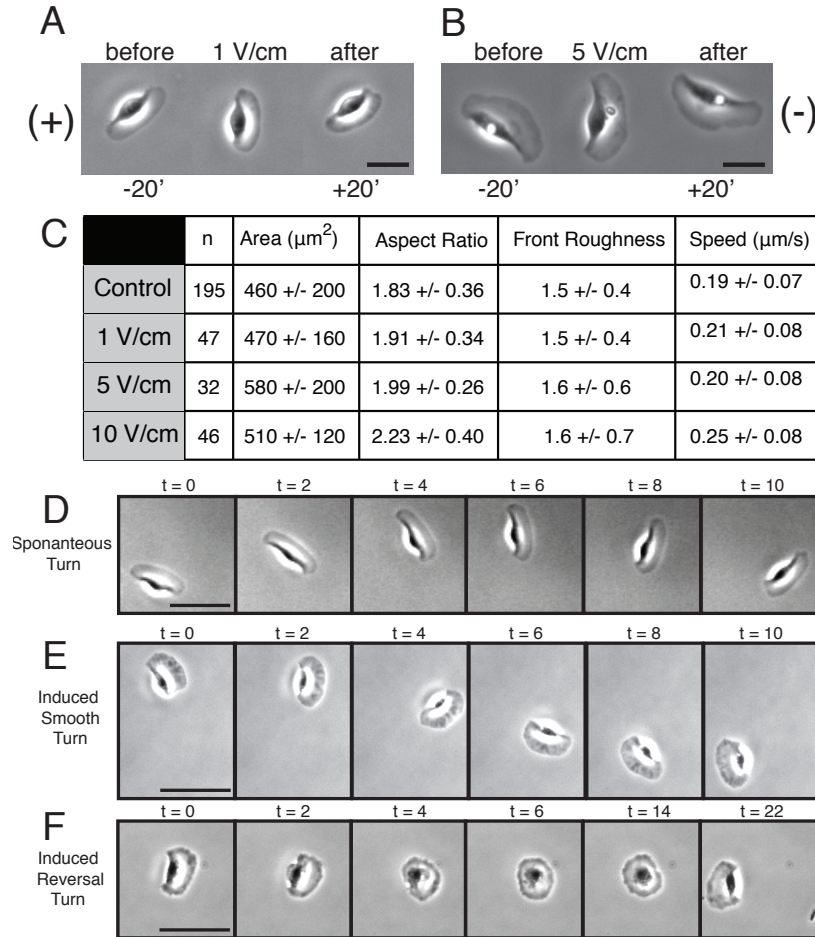 A
B
before 1 V/cm after
before 5 V/cm after
(+)
(-)
-20' +20'
-20' +20'
C
n Area (µm²) Aspect Ratio Front Roughness Speed (µm/s)
Control 195 460 +/- 200 1.83 +/- 0.36 1.5 +/- 0.4 0.19 +/- 0.07
1 V/cm 47 470 +/- 160 1.91 +/- 0.34 1.5 +/- 0.4 0.21 +/- 0.08
5 V/cm 32 580 +/- 200 1.99 +/- 0.26 1.6 +/- 0.6 0.20 +/- 0.08
10 V/cm 46 510 +/- 120 2.23 +/- 0.40 1.6 +/- 0.7 0.25 +/- 0.08
t = 0 t = 2 t = 4 t = 6 t = 8 t = 10
D
Sponanteous
Turn
t = 0 t = 2 t = 4 t = 6 t = 8 t = 10
E
Induced
Smooth
Turn
t = 0 t = 2 t = 4 t = 6 t = 14 t = 22
F
Induced
Reversal
Turn